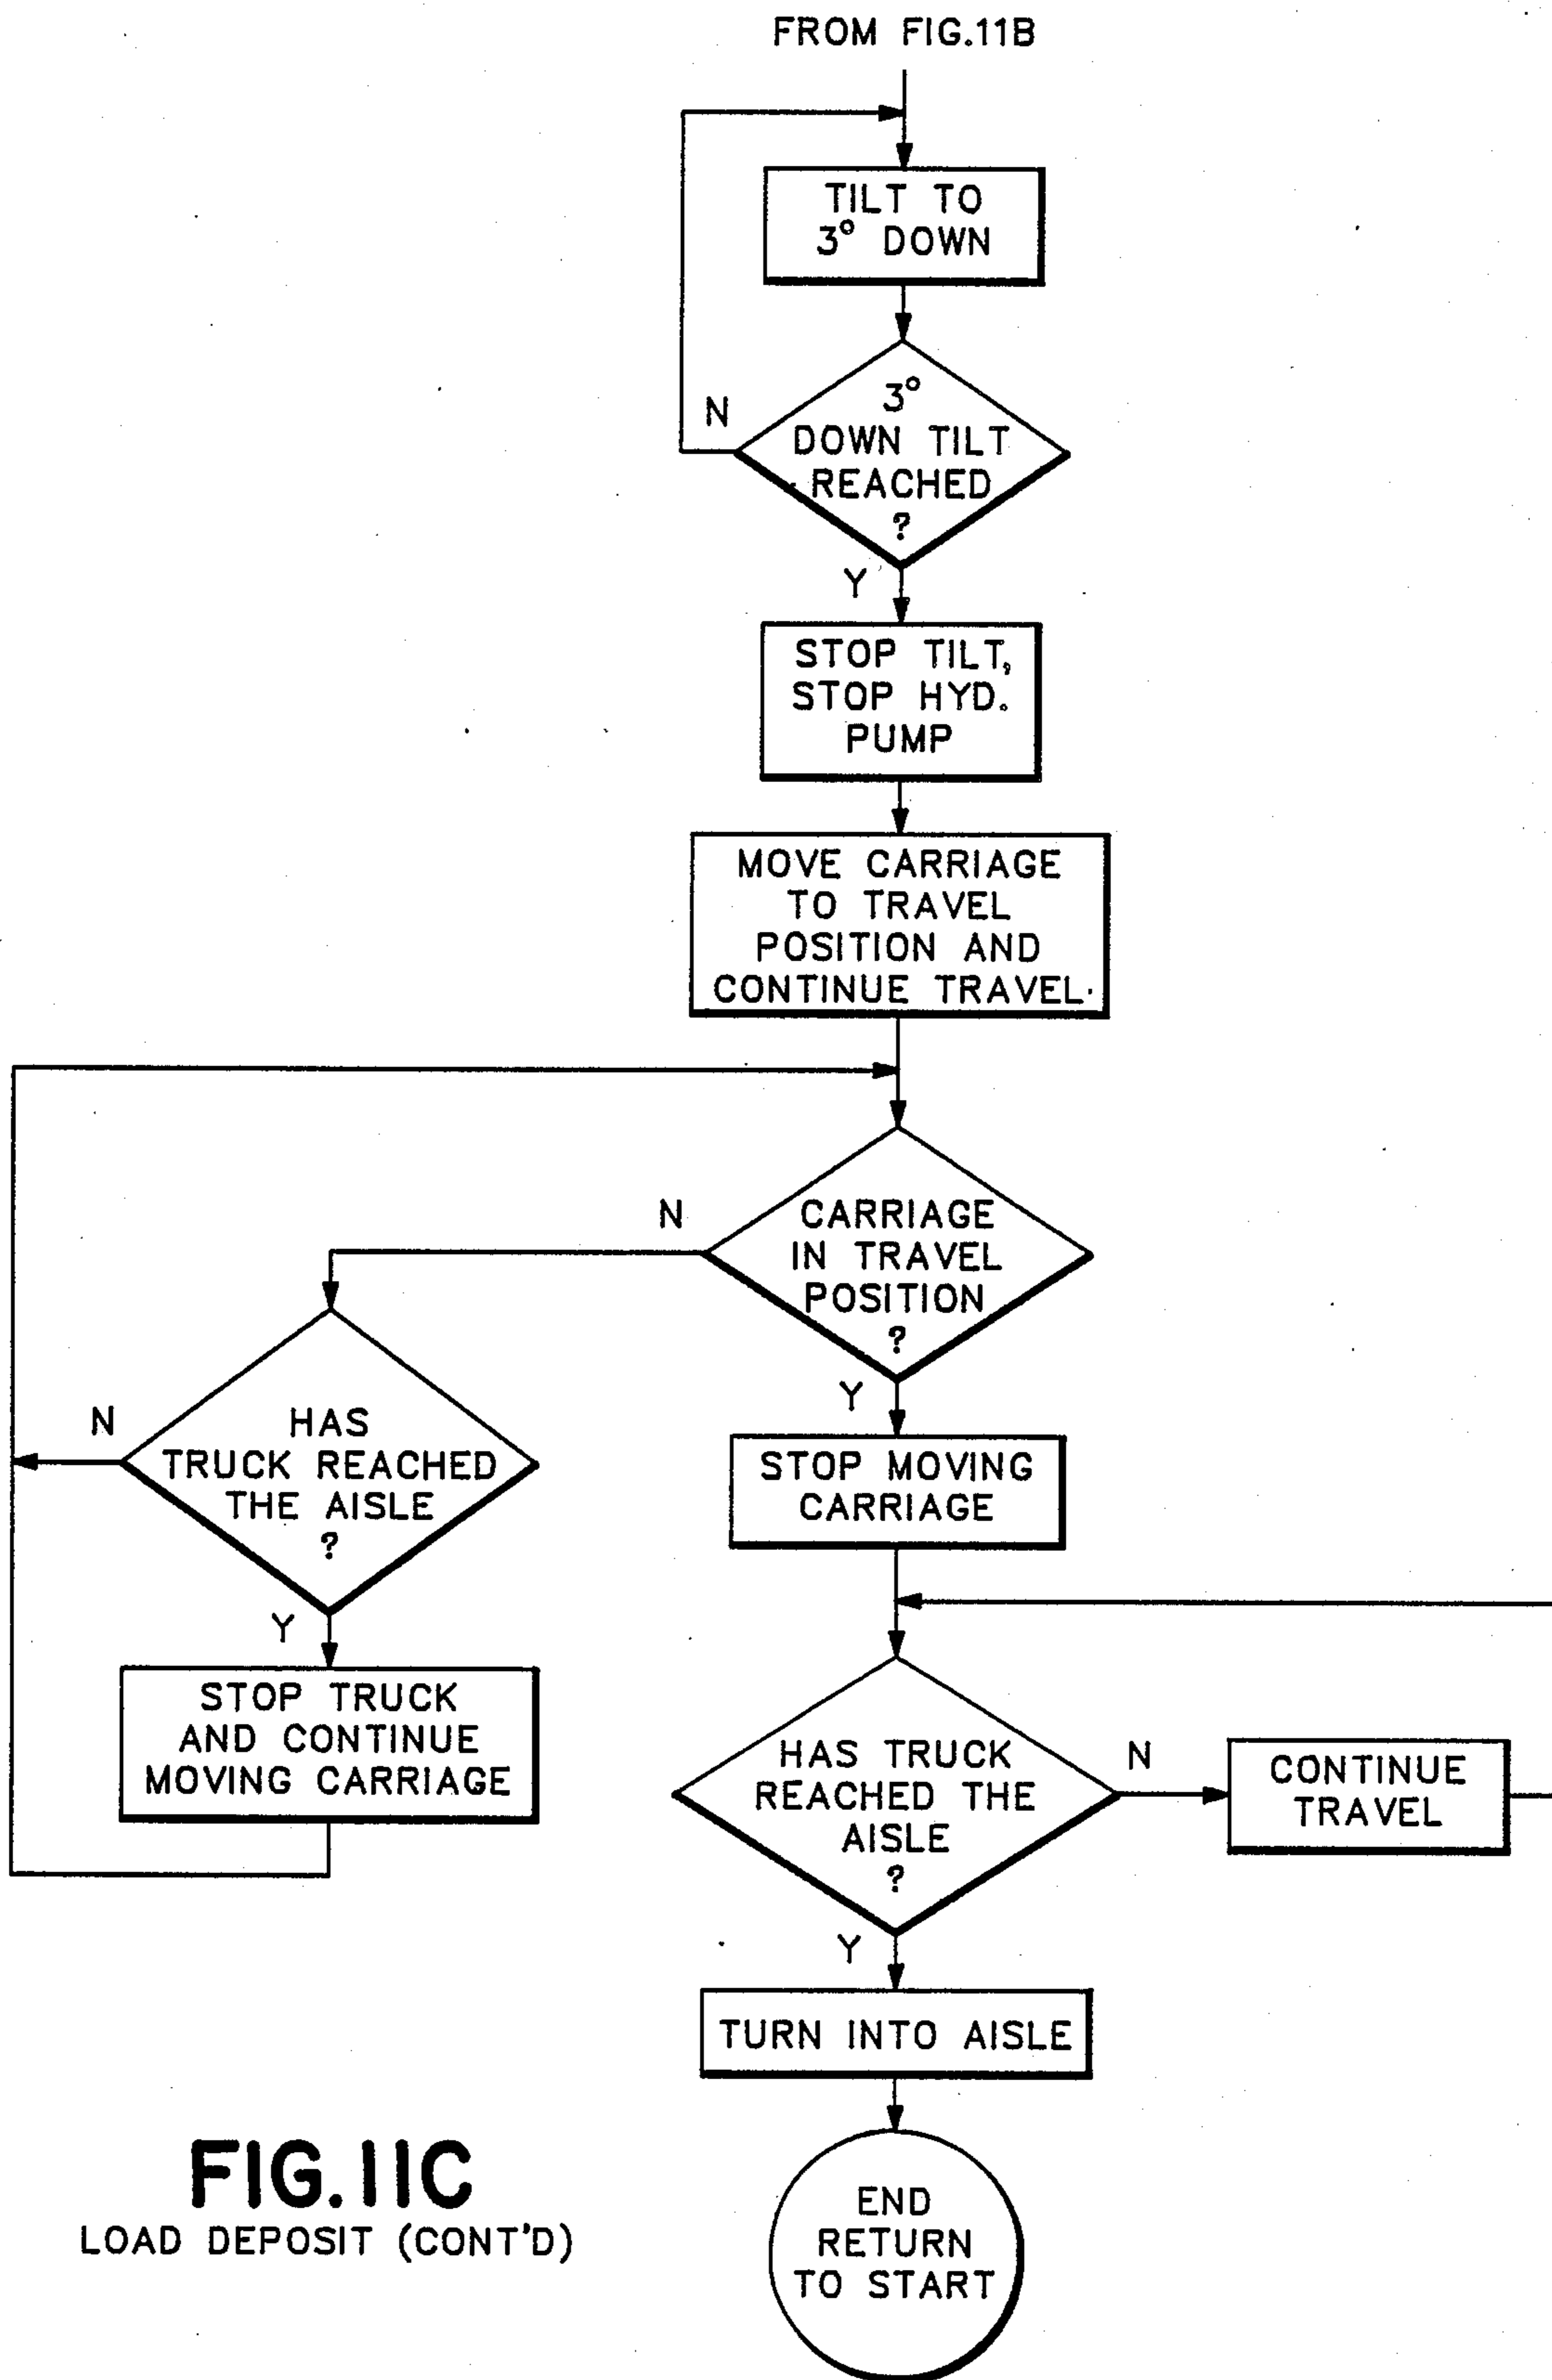 FROM FIG.11B
TILT TO
3° DOWN
3°
DOWN TILT
REACHED
?
N
Y
STOP TILT,
STOP HYD.
PUMP
MOVE CARRIAGE
TO TRAVEL
POSITION AND
CONTINUE TRAVEL
CARRIAGE
IN TRAVEL
POSITION
?
N
Y
HAS
TRUCK REACHED
THE AISLE
?
N
Y
STOP TRUCK
AND CONTINUE
MOVING CARRIAGE
STOP MOVING
CARRIAGE
HAS TRUCK
REACHED THE
AISLE
?
N
CONTINUE
TRAVEL
Y
TURN INTO AISLE
END
RETURN
TO START
FIG.11C
LOAD DEPOSIT (CONT'D)